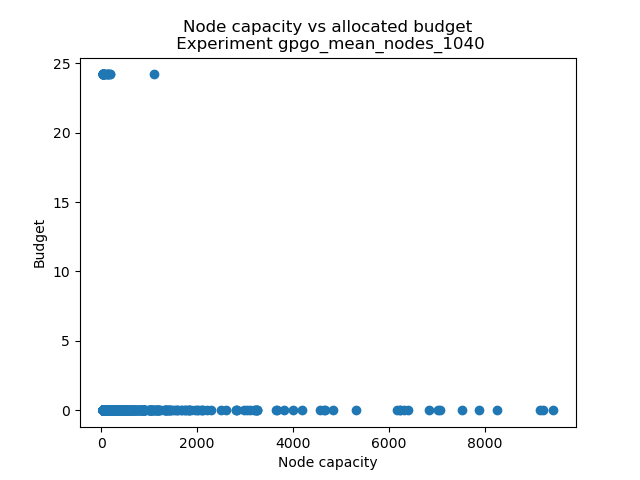 Node capacity vs allocated budget
Experiment gpgo_mean_nodes_1040
25
20
15
10
5
0
Budget
0 2000 4000 6000 8000
Node capacity